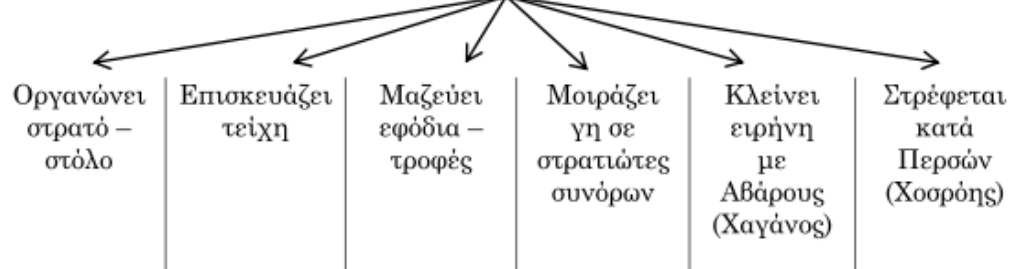 Οργανώνει
στρατό –
στόλο
Επισκευάζει
τείχη
Μαζεύει
εφόδια –
τροφές
Μοιράζει
γη σε
στρατιώτες
συνόρων
Κλείνει
ειρήνη
με
Αβάρους
(Χαγάνος)
Στρέφεται
κατά
Περσών
(Χοσρόης)